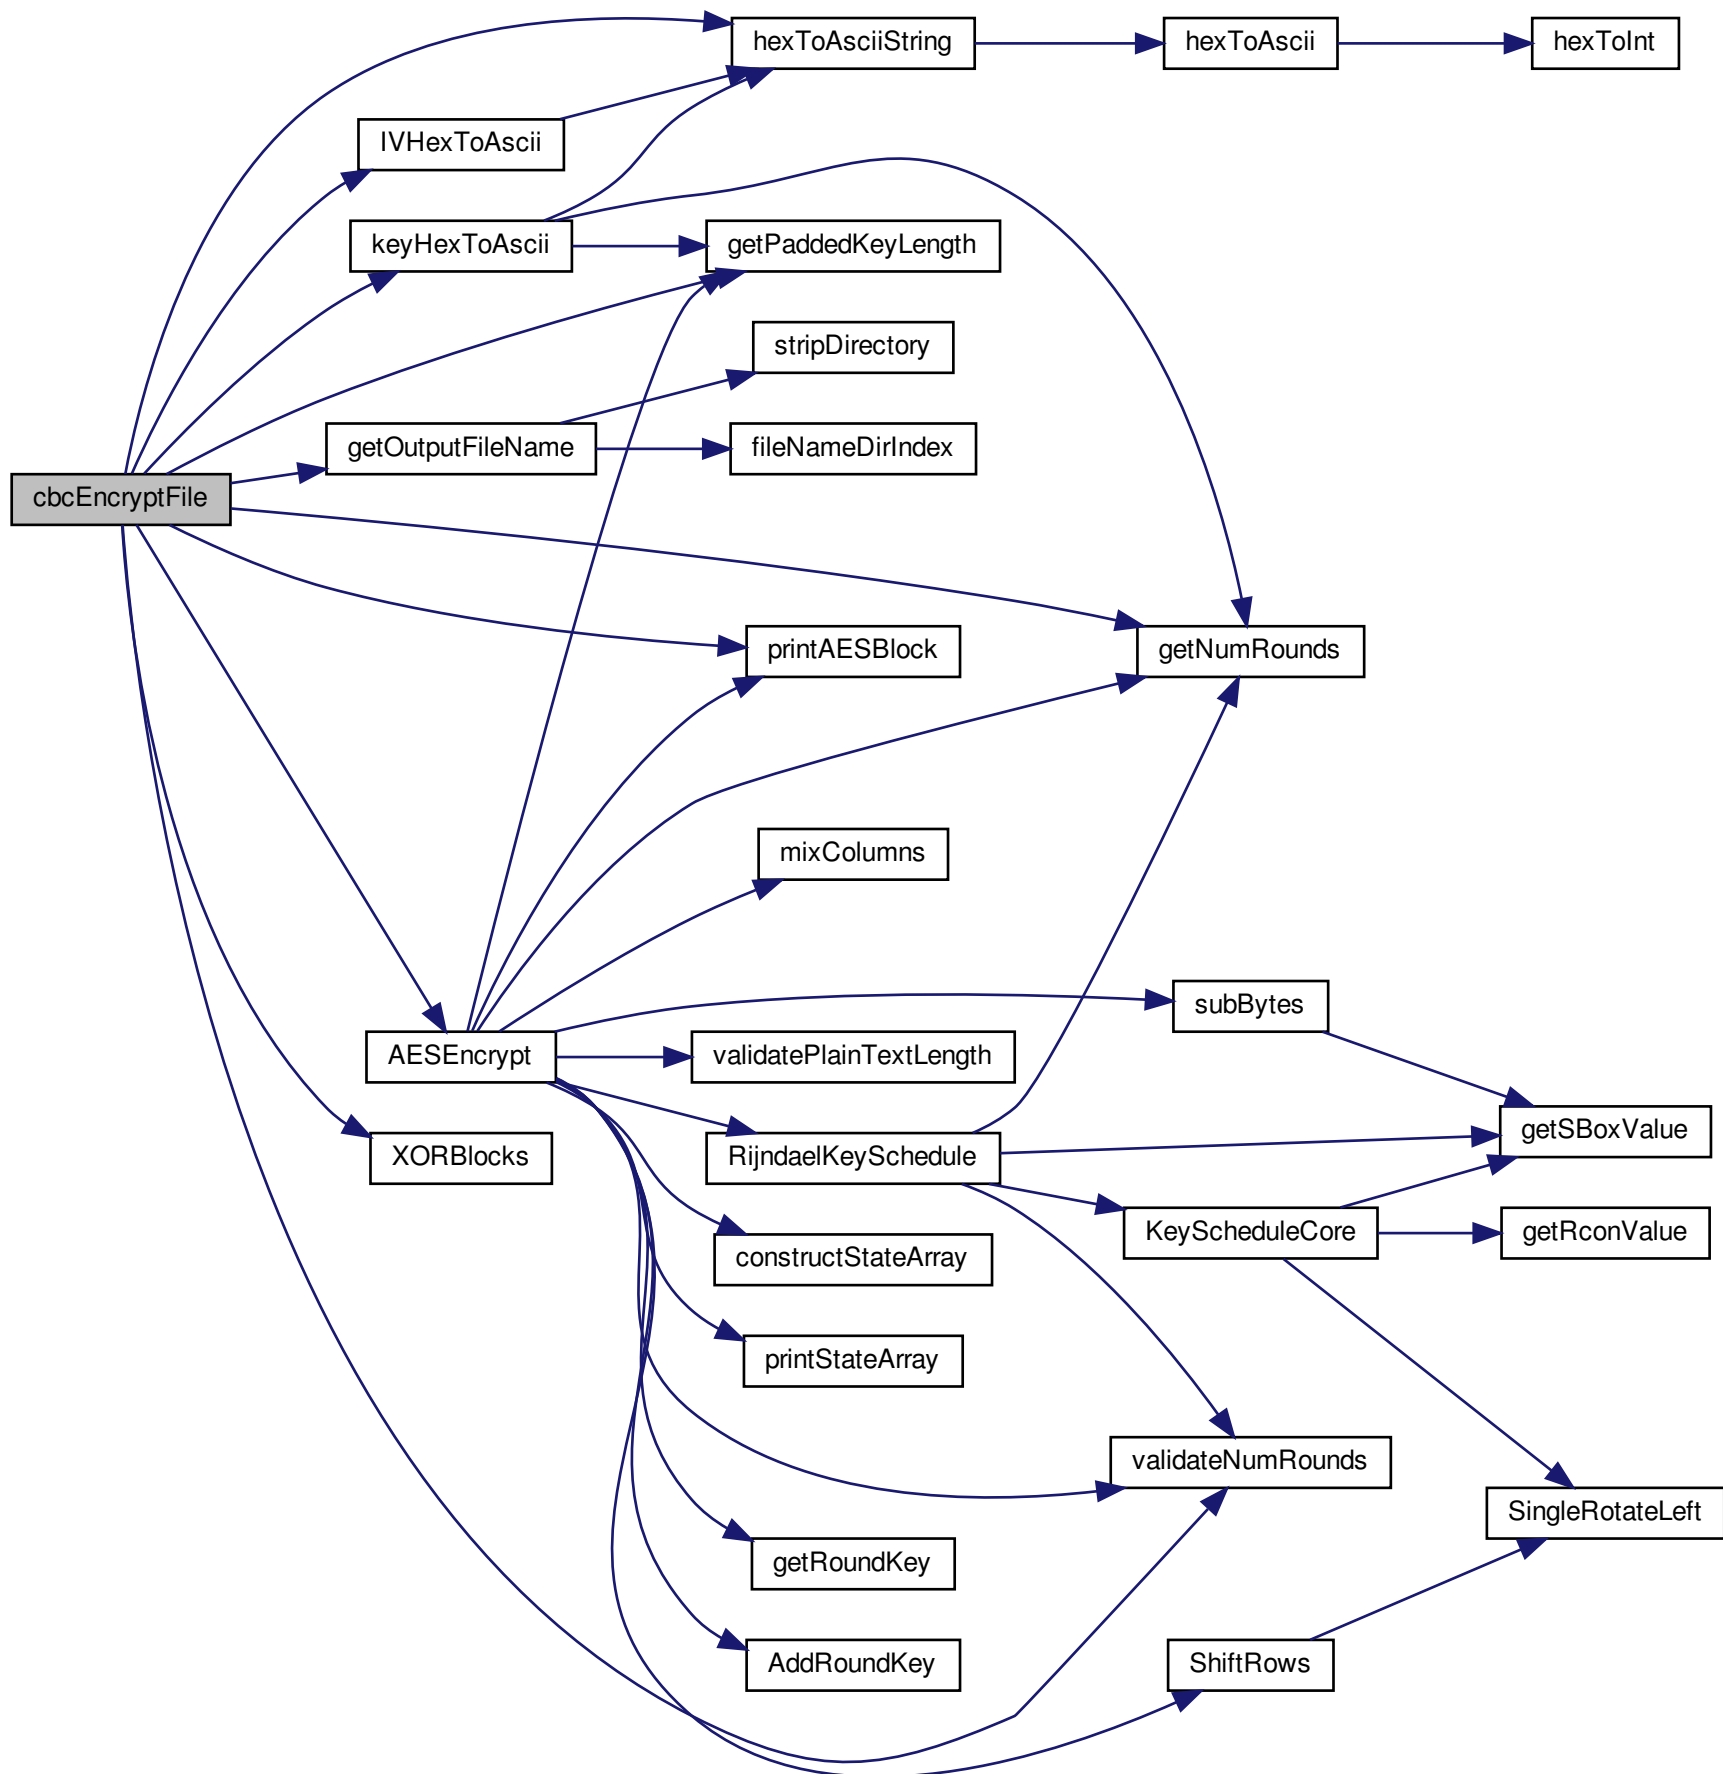 hexToAsciiString
hexToAscii
hexToInt
IVHexToAscii
keyHexToAscii
getPaddedKeyLength
stripDirectory
getOutputFileName
fileNameDirIndex
cbcEncryptFile
printAESBlock
getNumRounds
mixColumns
subBytes
AESEncrypt
validatePlainTextLength
getSBoxValue
XORBlocks
RijndaelKeySchedule
KeyScheduleCore
getRconValue
constructStateArray
printStateArray
validateNumRounds
SingleRotateLeft
getRoundKey
AddRoundKey
ShiftRows